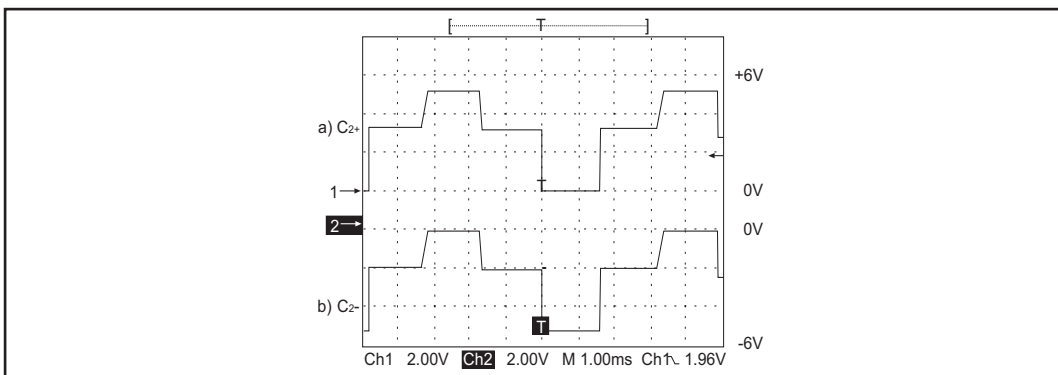 T
+6V
a) C2+
T
1
0V
2
0V
b) C2-
T
-6V
Ch1 2.00V Ch2 2.00V M 1.00ms Ch1 1.96V